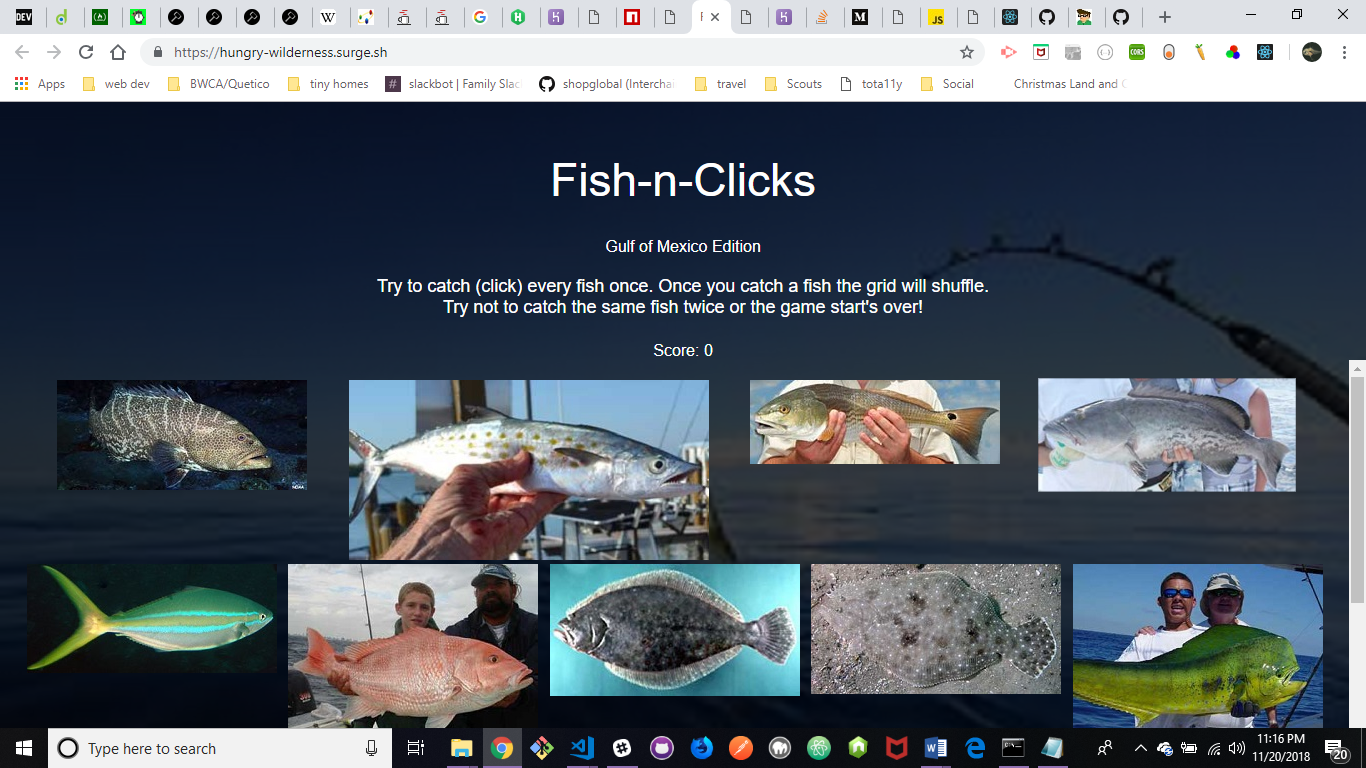 DEV
W
G
M
JS
https://hungry-wilderness.surge.sh
CORS
Apps
web dev
BWCA/Quetico
tiny homes
# slackbot | Family Slac
shopglobal (Interchai
travel
Scouts
tota11y
Social
Christmas Land and C
Fish-n-Clicks
Gulf of Mexico Edition
Try to catch (click) every fish once. Once you catch a fish the grid will shuffle.
Try not to catch the same fish twice or the game start's over!
Score: 0
NOAA
Type here to search
W
11:16 PM
11/20/2018
20